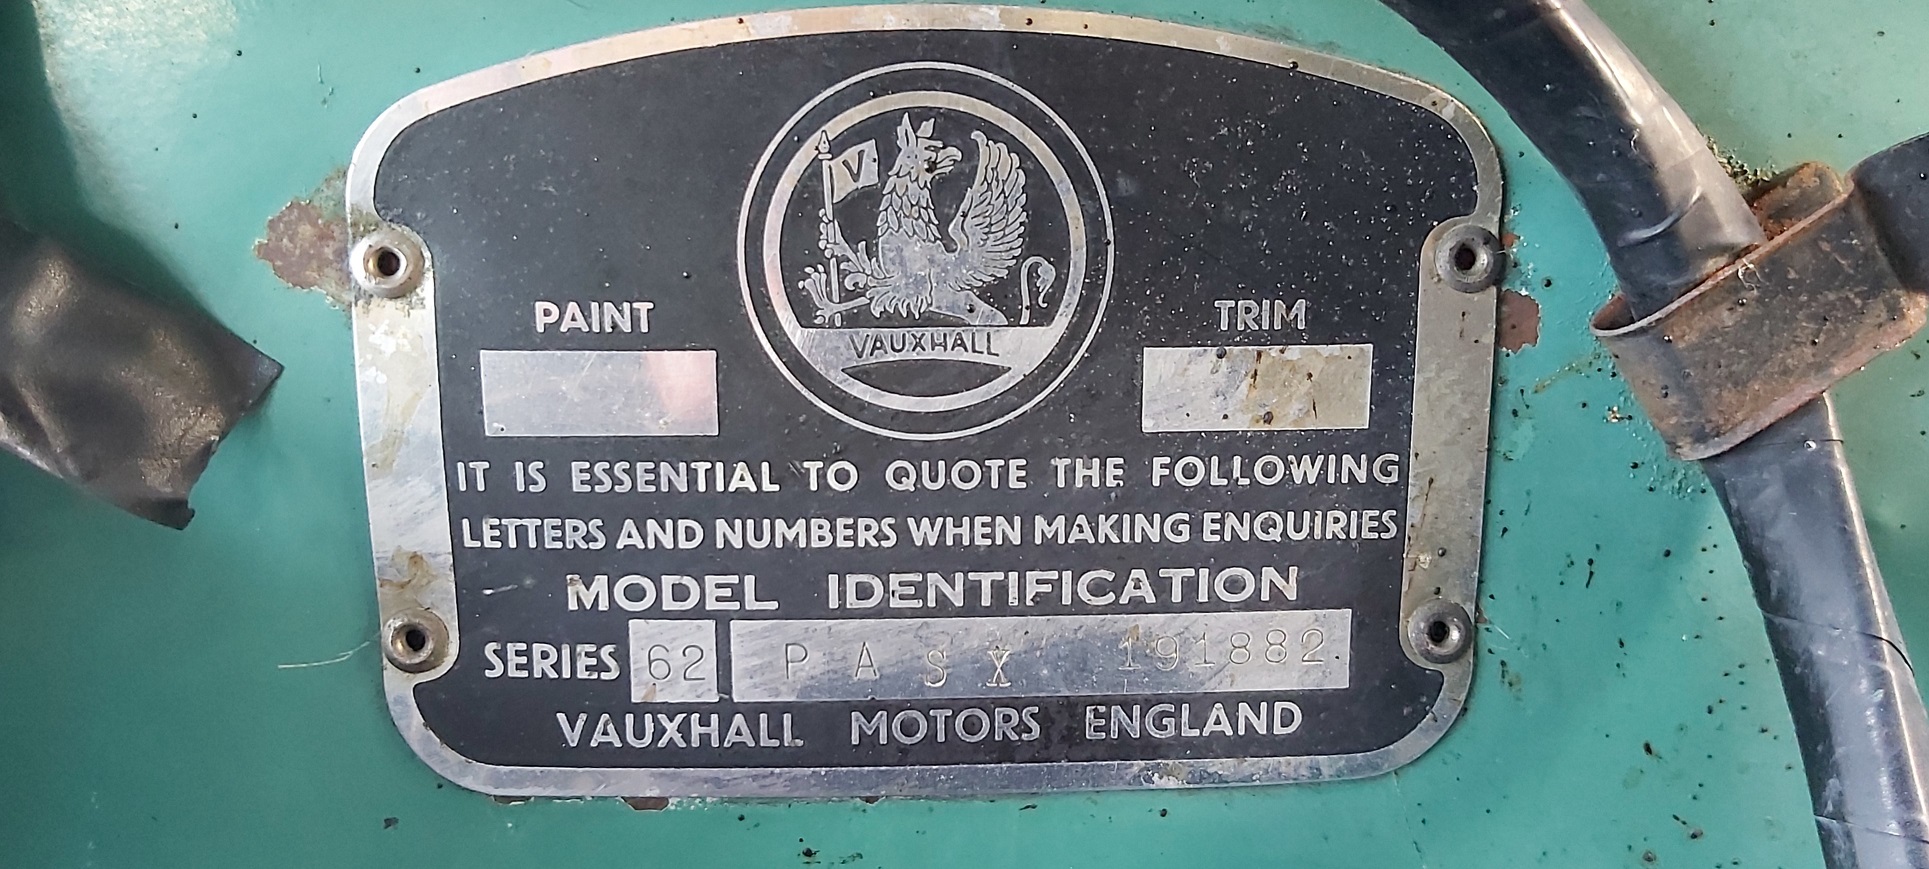 V
VAUXHALL
PAINT TRIM
IT IS ESSENTIAL TO QUOTE THE FOLLOWING
LETTERS AND NUMBERS WHEN MAKING ENQUIRIES
MODEL IDENTIFICATION
SERIES 62 P A S X 191882
VAUXHALL MOTORS ENGLAND